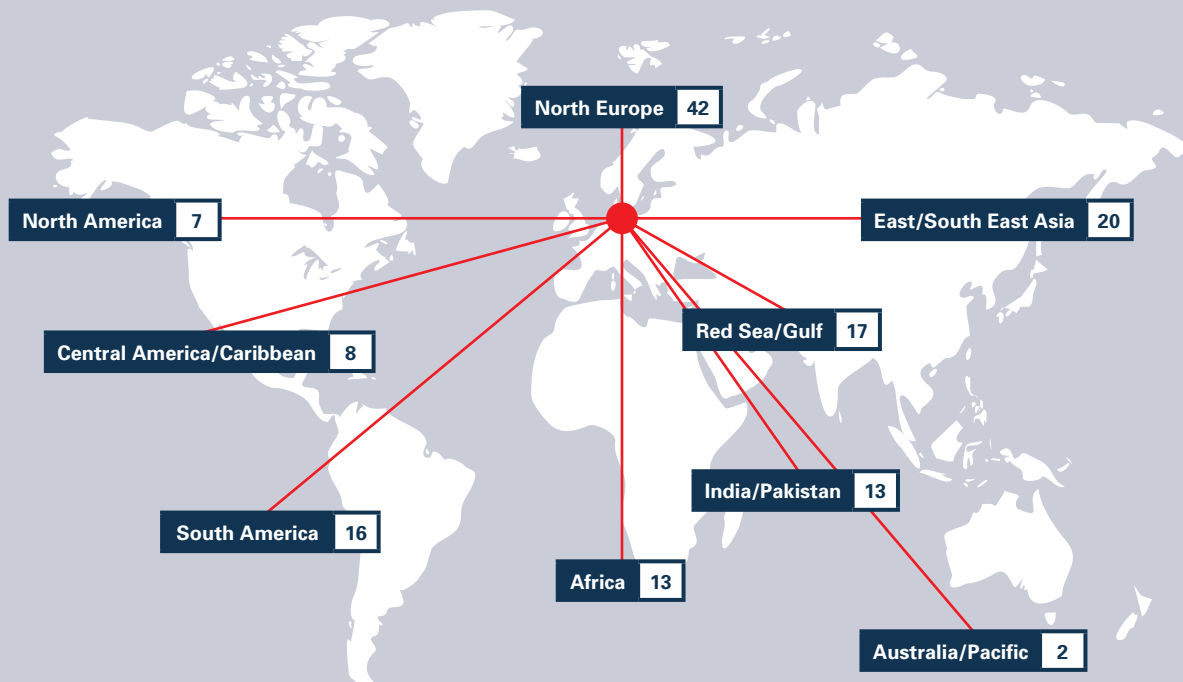 North Europe 42
North America 7
East/South East Asia 20
Red Sea/Gulf 17
Central America/Caribbean 8
India/Pakistan 13
South America 16
Africa 13
Australia/Pacific 2